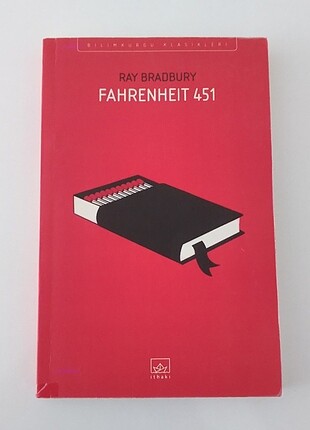 BİLİMKURGU KLASİKLERİ
RAY BRADBURY
FAHRENHEIT 451
ithaki